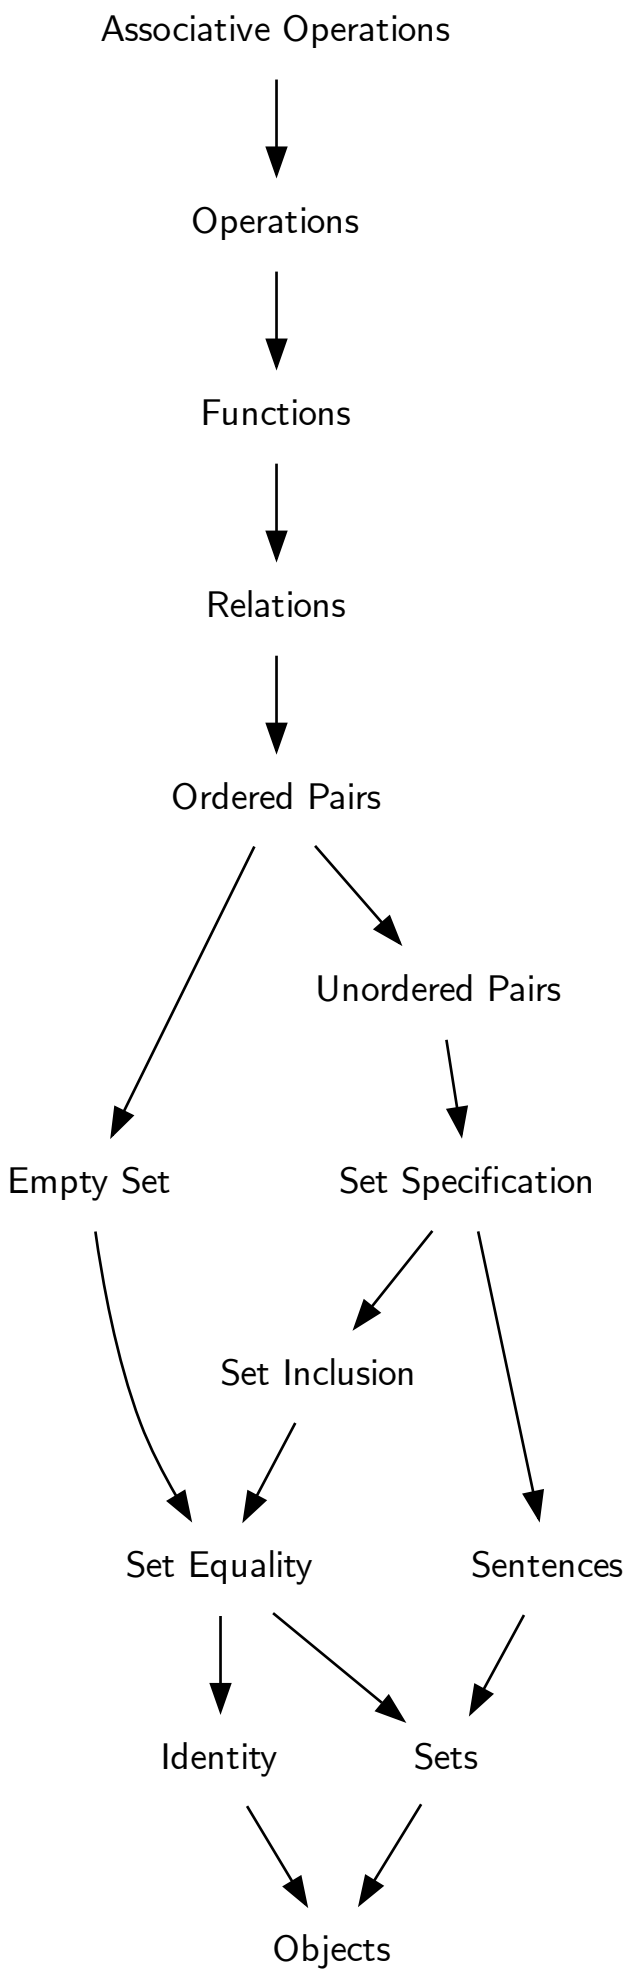 Associative Operations
Operations
Functions
Relations
Ordered Pairs
Unordered Pairs
Empty Set
Set Specification
Set Inclusion
Set Equality
Sentences
Identity
Sets
Objects